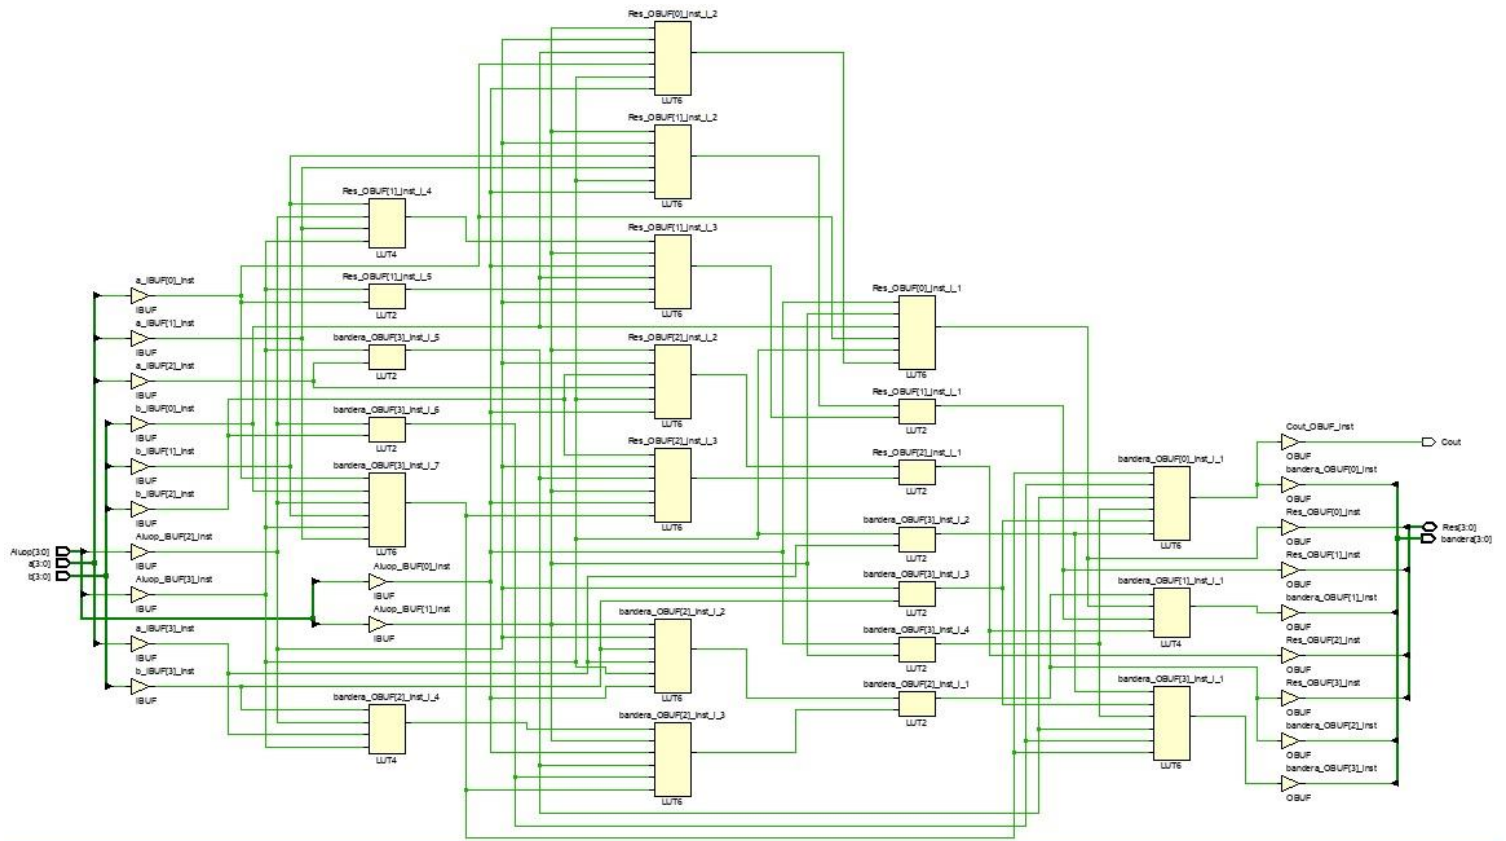 Res_OBUF[0]_inst_i_2
LUT6
Res_OBUF[1]_inst_i_2
LUT6
Res_OBUF[1]_inst_i_4
LUT4
Res_OBUF[1]_inst_i_3
LUT6
Res_OBUF[1]_inst_i_5
LUT2
a_IBUF[0]_inst
IBUF
a_IBUF[1]_inst
IBUF
a_IBUF[2]_inst
IBUF
b_IBUF[0]_inst
IBUF
b_IBUF[1]_inst
IBUF
b_IBUF[2]_inst
IBUF
Aluop_IBUF[2]_inst
IBUF
Aluop_IBUF[3]_inst
IBUF
a_IBUF[3]_inst
IBUF
b_IBUF[3]_inst
IBUF
Aluop[3:0]
a[3:0]
b[3:0]
bandera_OBUF[3]_inst_i_5
LUT2
bandera_OBUF[3]_inst_i_6
LUT2
bandera_OBUF[3]_inst_i_7
LUT6
Aluop_IBUF[0]_inst
IBUF
Aluop_IBUF[1]_inst
IBUF
bandera_OBUF[2]_inst_i_4
LUT4
Res_OBUF[2]_inst_i_2
LUT6
Res_OBUF[2]_inst_i_3
LUT6
bandera_OBUF[2]_inst_i_2
LUT6
bandera_OBUF[2]_inst_i_3
LUT6
Res_OBUF[0]_inst_i_1
LUT6
Res_OBUF[1]_inst_i_1
LUT2
Res_OBUF[2]_inst_i_1
LUT2
bandera_OBUF[3]_inst_i_2
LUT2
bandera_OBUF[3]_inst_i_3
LUT2
bandera_OBUF[3]_inst_i_4
LUT2
bandera_OBUF[2]_inst_i_1
LUT2
bandera_OBUF[0]_inst_i_1
LUT6
bandera_OBUF[1]_inst_i_1
LUT4
bandera_OBUF[3]_inst_i_1
LUT6
Cout_OBUF_inst
OBUF
bandera_OBUF[0]_inst
OBUF
Res_OBUF[0]_inst
OBUF
Res_OBUF[1]_inst
OBUF
bandera_OBUF[1]_inst
OBUF
Res_OBUF[2]_inst
OBUF
Res_OBUF[3]_inst
OBUF
bandera_OBUF[2]_inst
OBUF
bandera_OBUF[3]_inst
OBUF
Cout
Res[3:0]
bandera[3:0]